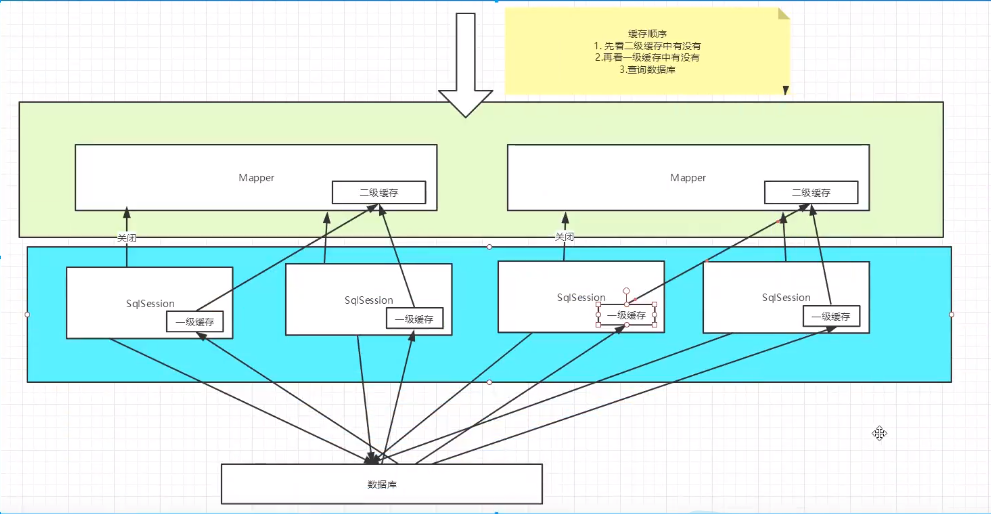 缓存顺序
1. 先看二级缓存中有没有
2.再看一级缓存中有没有
3.查询数据库
Mapper
二级缓存
Mapper
二级缓存
关闭
关闭
SqlSession
一级缓存
SqlSession
一级缓存
SqlSession
一级缓存
SqlSession
一级缓存
数据库